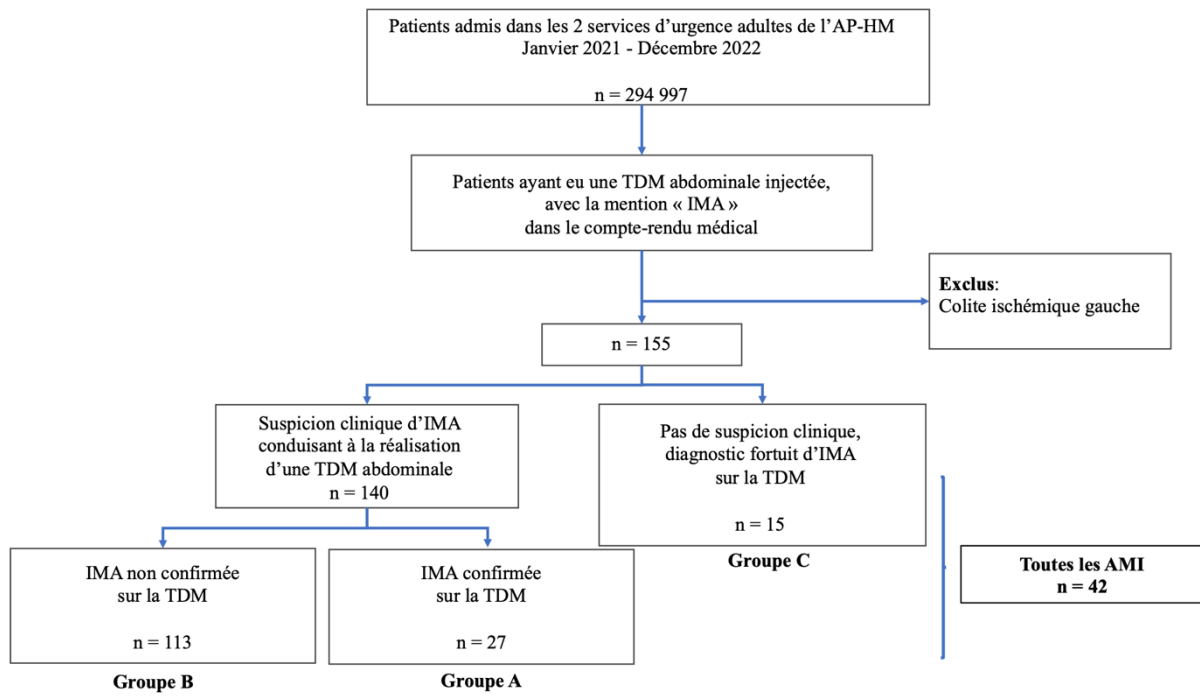 Patients admis dans les 2 services d'urgence adultes de l'AP-HM
Janvier 2021 - Décembre 2022
n = 294 997
Patients ayant eu une TDM abdominale injectée,
avec la mention « IMA »
dans le compte-rendu médical
Exclus:
Colite ischémique gauche
n = 155
Suspicion clinique d'IMA
conduisant à la réalisation
d'une TDM abdominale
n = 140
Pas de suspicion clinique,
diagnostic fortuit d'IMA
sur la TDM
n = 15
Groupe C
IMA non confirmée
sur la TDM
n = 113
Groupe B
IMA confirmée
sur la TDM
n = 27
Groupe A
Toutes les AMI
n = 42